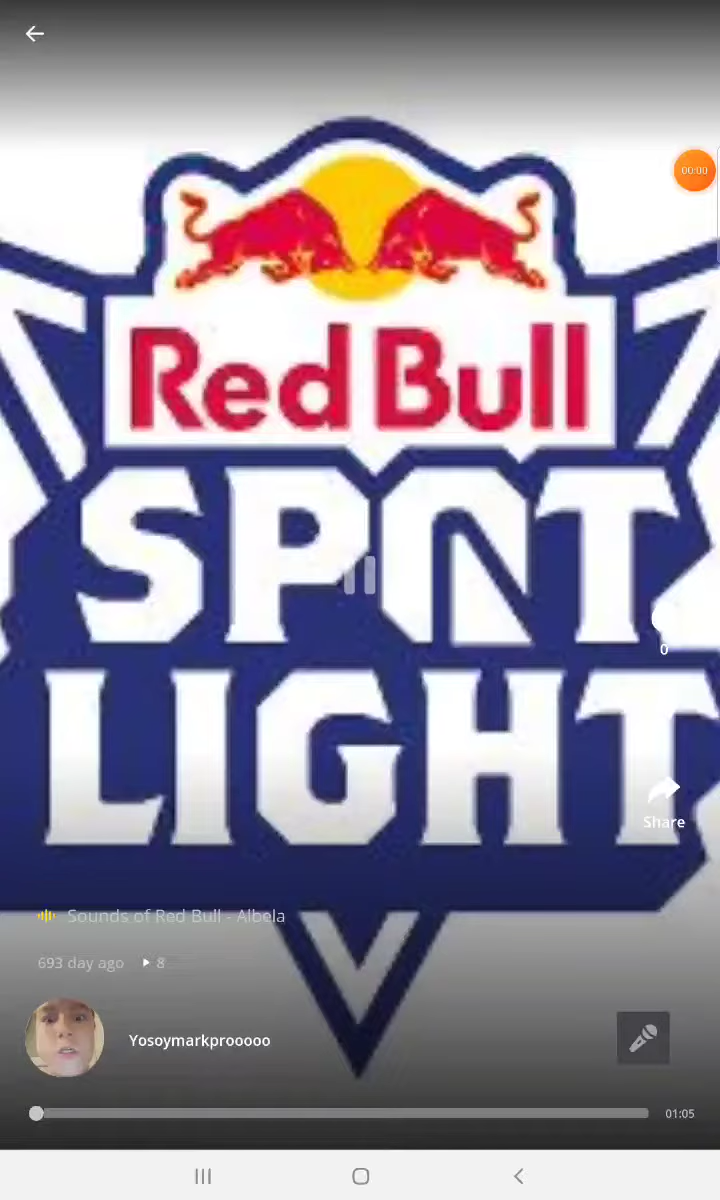 00:00
Red Bull
SPOT
LIGHT
0
Share
Sounds of Red Bull - Albela
693 day ago
8
Yosoymarkprooooo
01:05